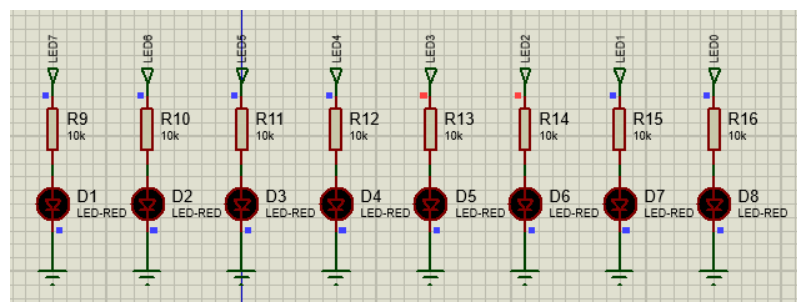 LED7 LED6 LED5 LED4 LED3 LED2 LED1 LED0
R9 R10 R11 R12 R13 R14 R15 R16
10k 10k 10k 10k 10k 10k 10k 10k
D1 D2 D3 D4 D5 D6 D7 D8
LED-RED LED-RED LED-RED LED-RED LED-RED LED-RED LED-RED LED-RED